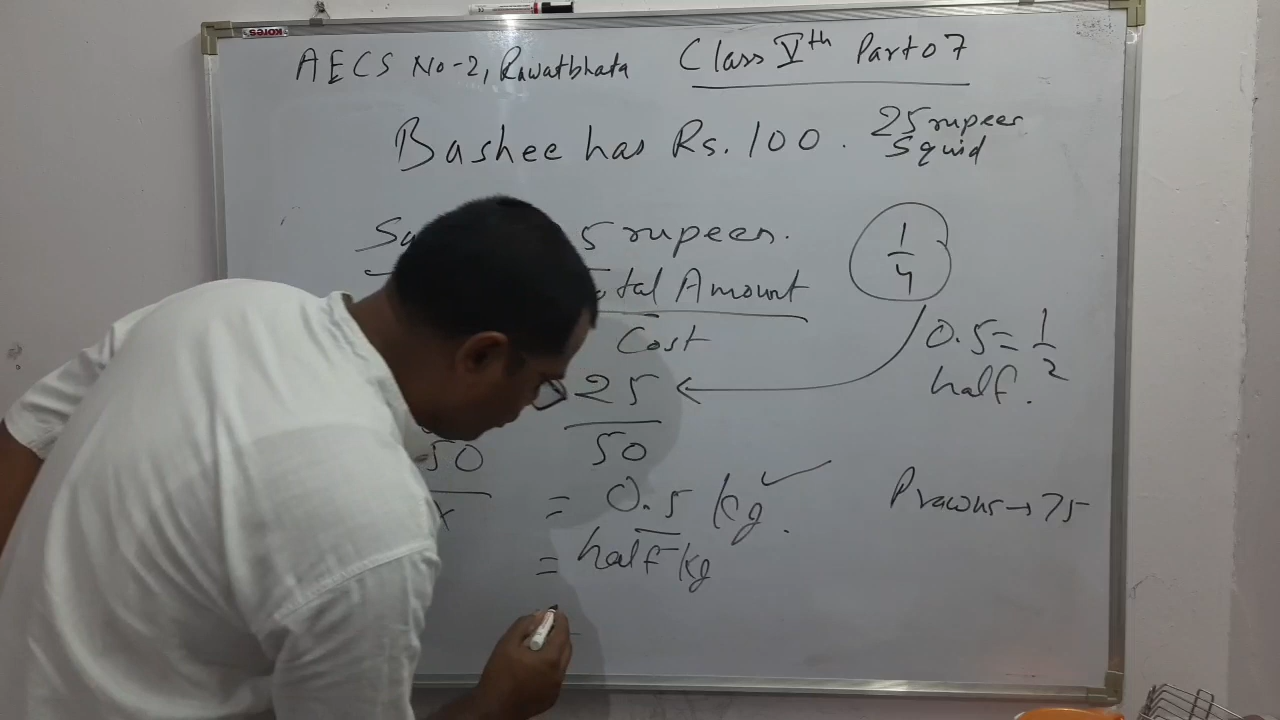 Kores
AECS No-2, Rawatbhata
Class Vth Part 07
Bashee has Rs. 100.
25 rupees
Squid
5 rupees.
1
4
Amount
Cost
0.5 = 1
2
half.
25
50
50
= 0.5 kg
= half kg
Prawns → 75